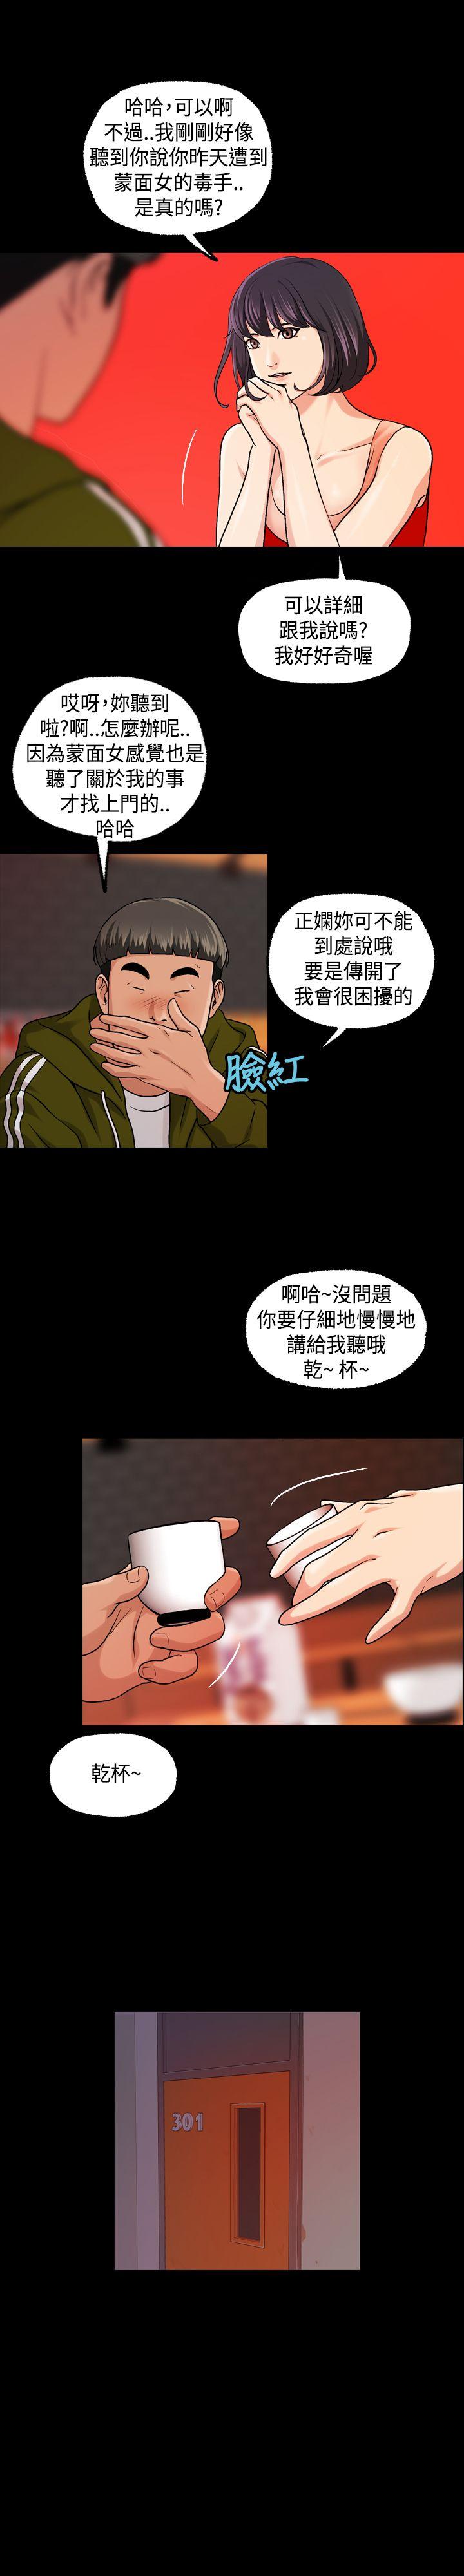 哈哈，可以啊
不過..我剛剛好像
聽到你說你昨天遭到
蒙面女的毒手..
是真的嗎?
可以詳細
跟我說嗎?
我好好奇喔
哎呀，妳聽到
啦?啊..怎麼辦呢..
因為蒙面女感覺也是
聽了關於我的事
才找上門的..
哈哈
正嫻妳可不能
到處說哦
要是傳開了
我會很困擾的
臉紅
啊哈~沒問題
你要仔細地慢慢地
講給我聽哦
乾~ 杯~
乾杯~
301